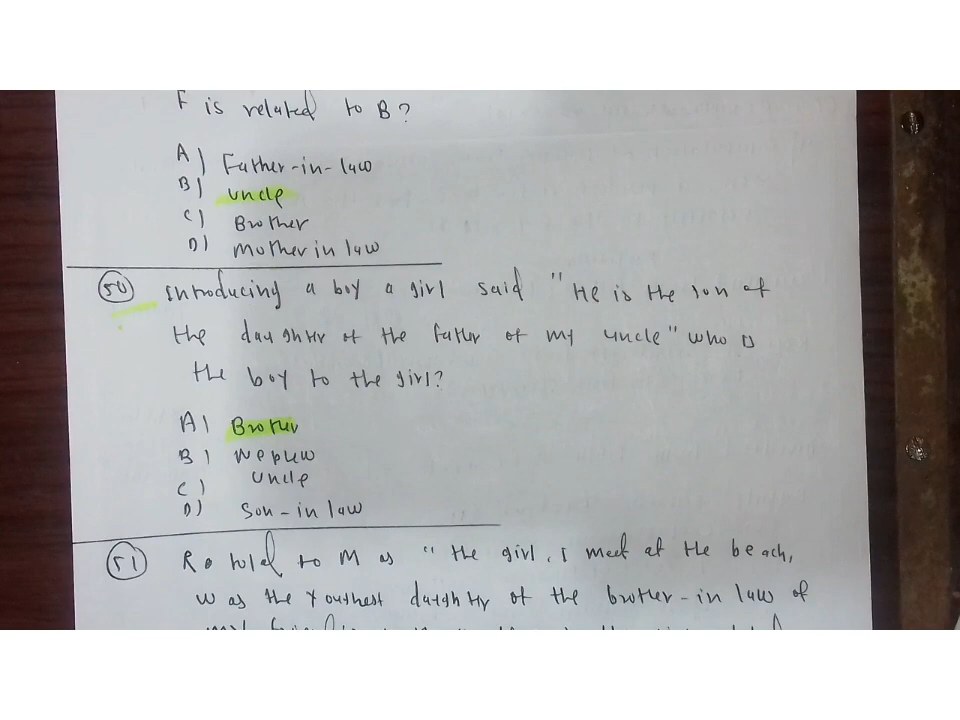 F is related to B?
A) Father-in-law
B) uncle
C) Brother
D) Mother in law
50 Introducing a boy a girl said "He is the son of
the daughter of the father of my uncle" who is
the boy to the girl?
A) Brother
B) Nephew
C) Uncle
D) Son-in law
51 told to M as "the girl, I meet at the beach,
was the daughter of the brother-in law of